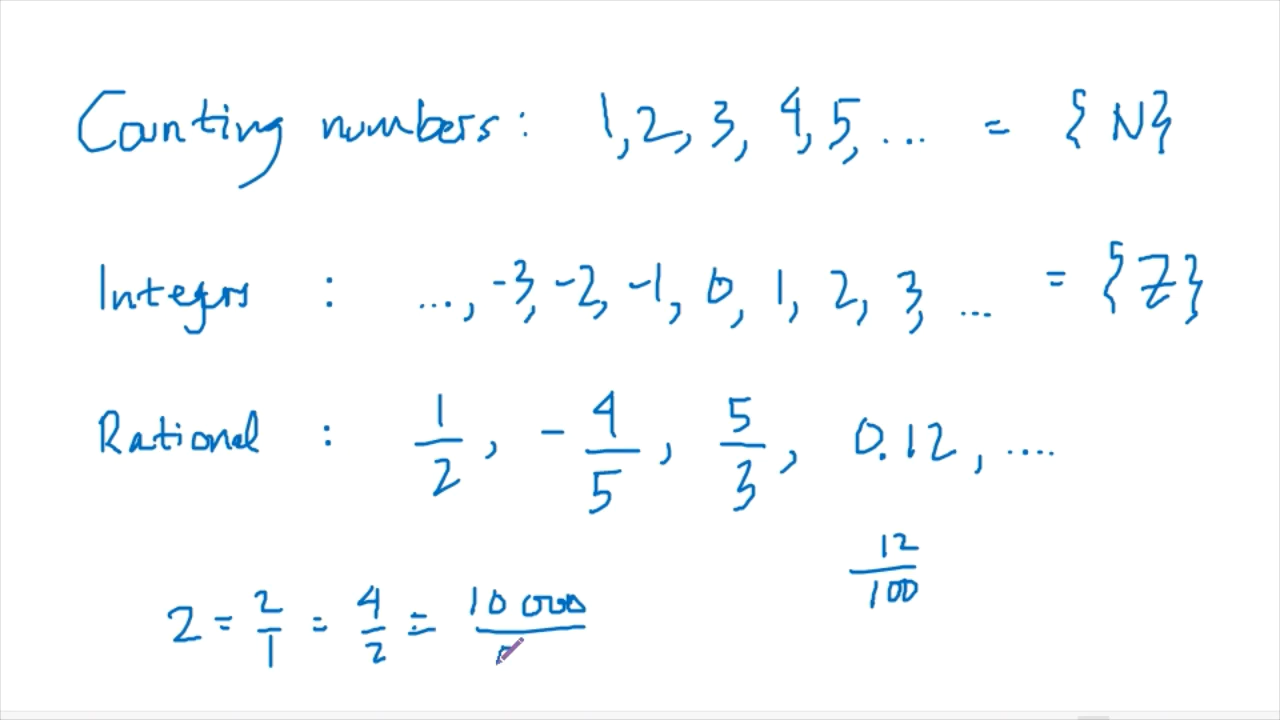 Counting numbers: 1, 2, 3, 4, 5, ... = {N}
Integrs : ..., -3, -2, -1, 0, 1, 2, 3, ... = {Z}
Rational : 1/2, -4/5, 5/3, 0.12, ....
12/100
2 = 2/1 = 4/2 = 10 000/